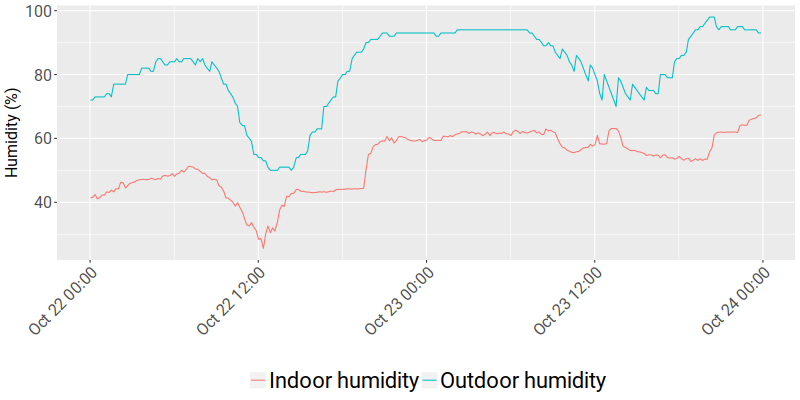 Humidity (%)
100
80
60
40
Oct 22 00:00
Oct 22 12:00
Oct 23 00:00
Oct 23 12:00
Oct 24 00:00
Indoor humidity Outdoor humidity